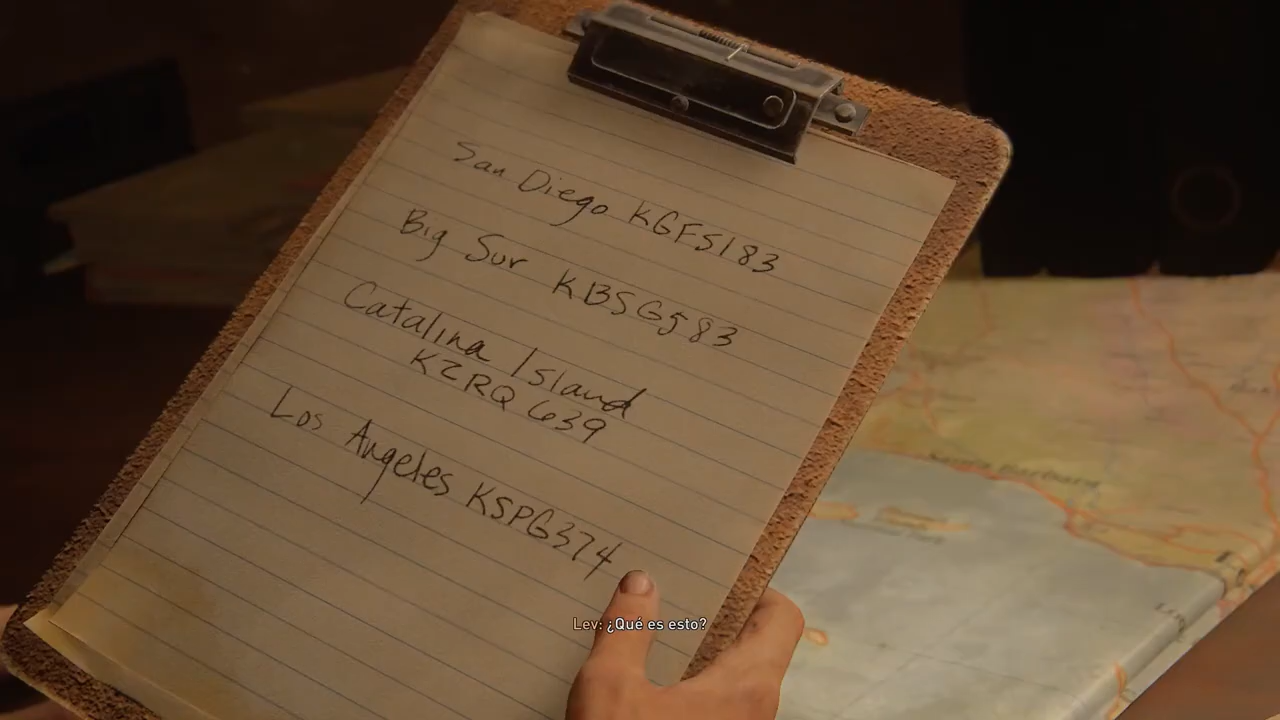 San Diego KGFS183
Big Sur KBSG583
Catalina Island
KZRQ 639
Los Angeles KSPG374
Lev: ¿Qué es esto?